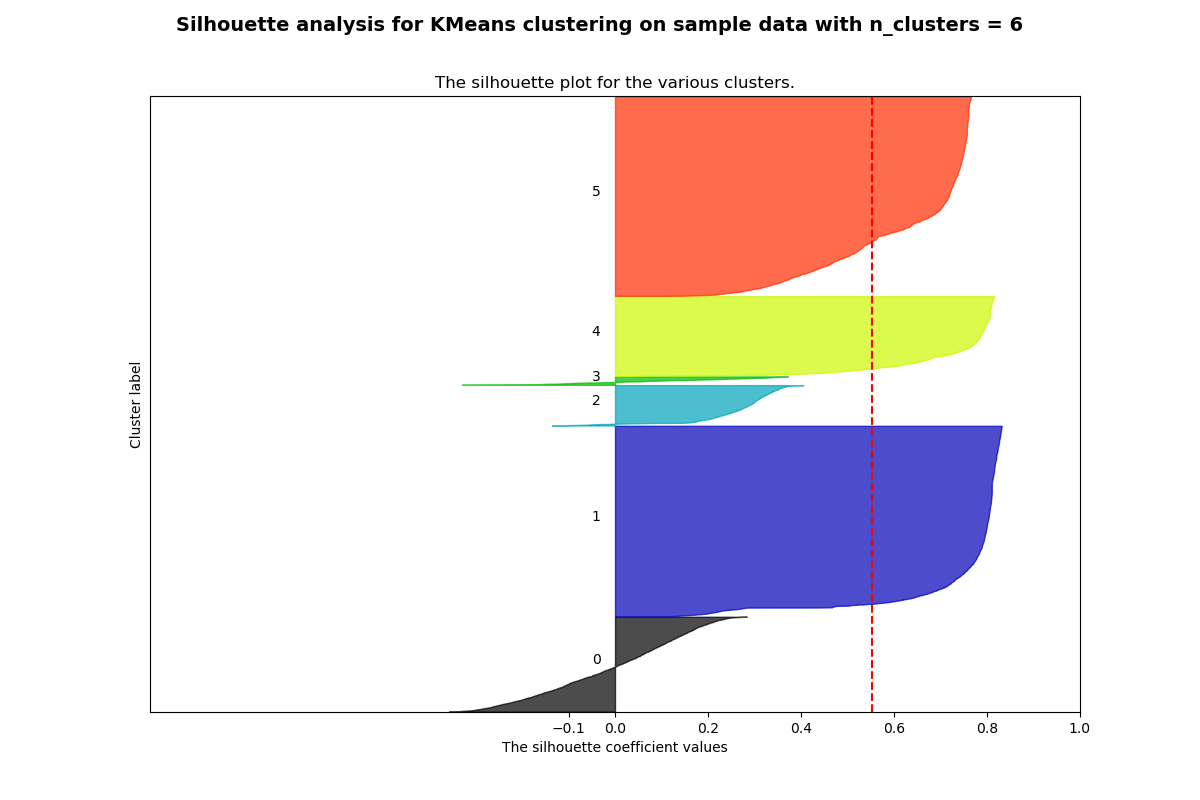 Silhouette analysis for KMeans clustering on sample data with n_clusters = 6
The silhouette plot for the various clusters.
5
4
3
2
1
0
Cluster label
−0.1 0.0 0.2 0.4 0.6 0.8 1.0
The silhouette coefficient values